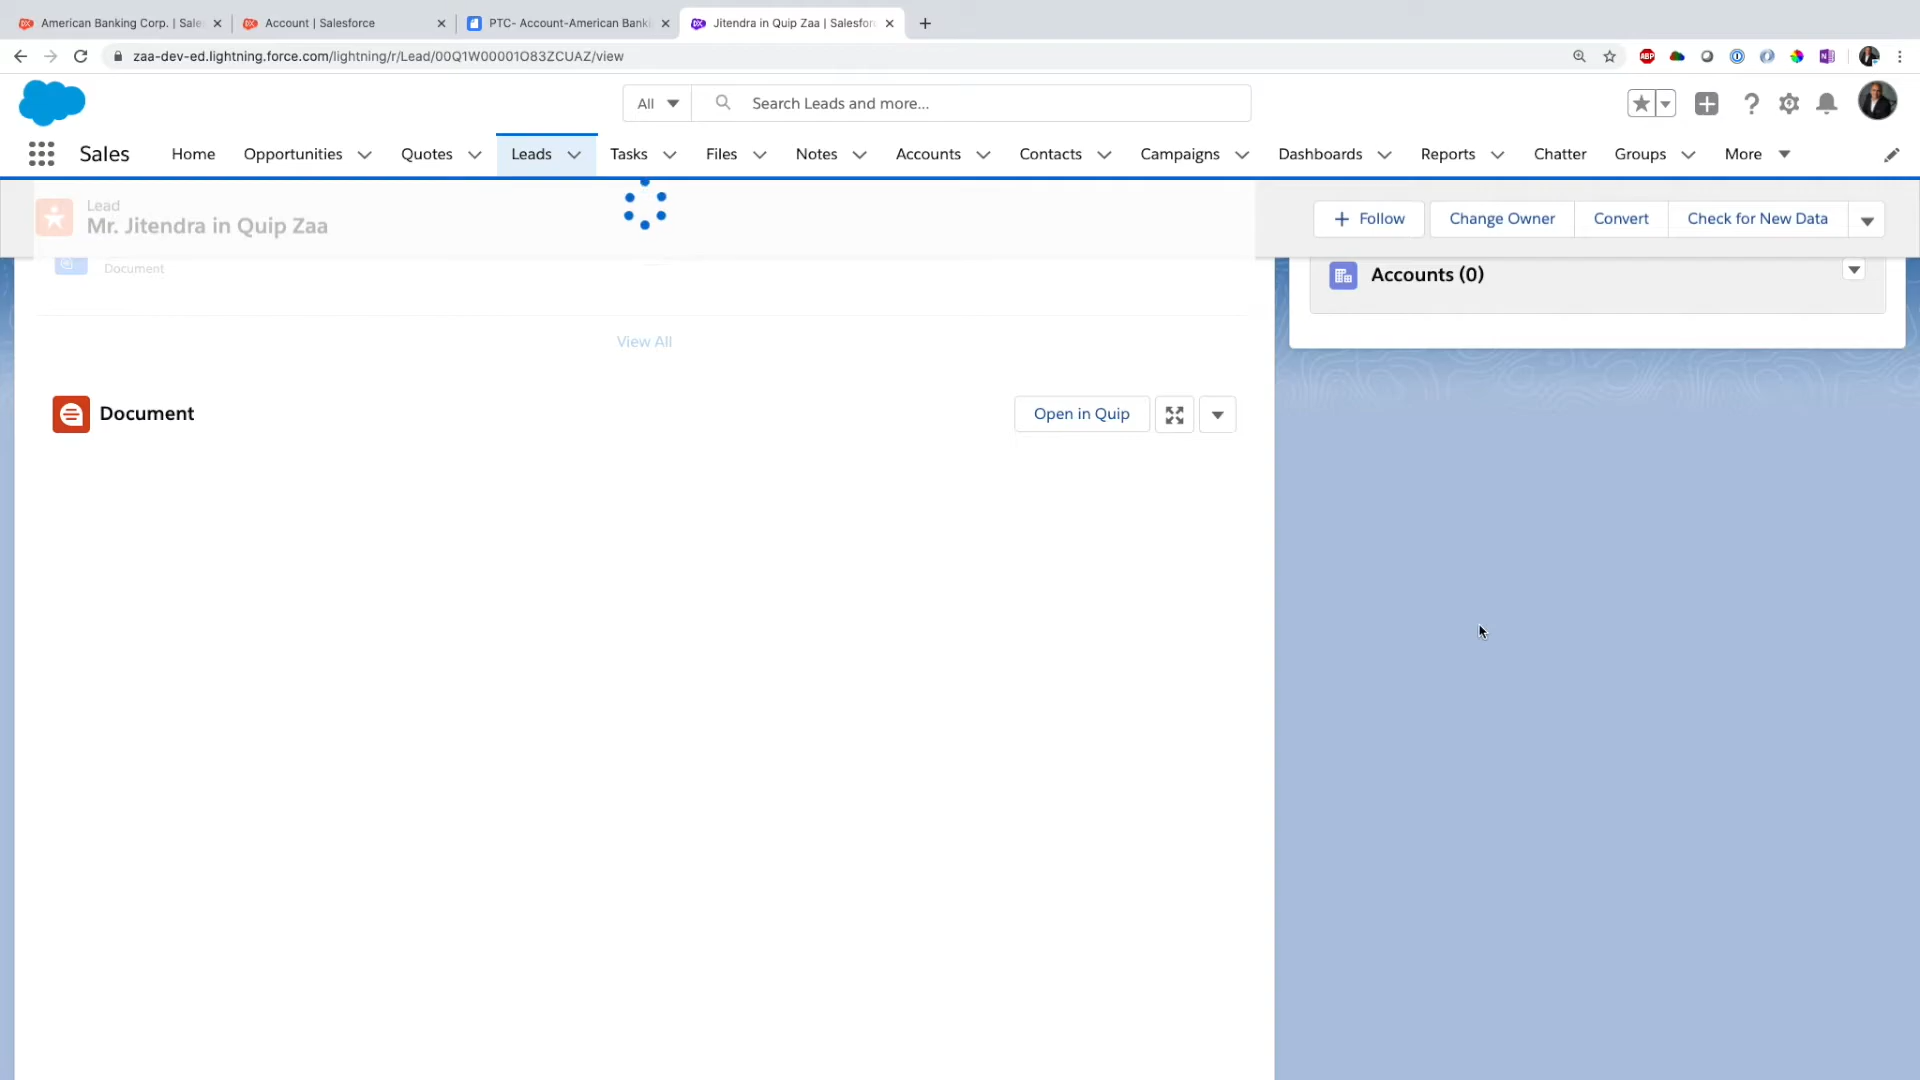 American Banking Corp. | Sale
Account | Salesforce
PTC- Account-American Banki
Jitendra in Quip Zaa | Salesforc
zaa-dev-ed.lightning.force.com/lightning/r/Lead/00Q1W00001O83ZCUAZ/view
ABP
All
Search Leads and more...
Sales
Home
Opportunities
Quotes
Leads
Tasks
Files
Notes
Accounts
Contacts
Campaigns
Dashboards
Reports
Chatter
Groups
More
Lead
Mr. Jitendra in Quip Zaa
Follow
Change Owner
Convert
Check for New Data
Document
Accounts (0)
View All
Document
Open in Quip